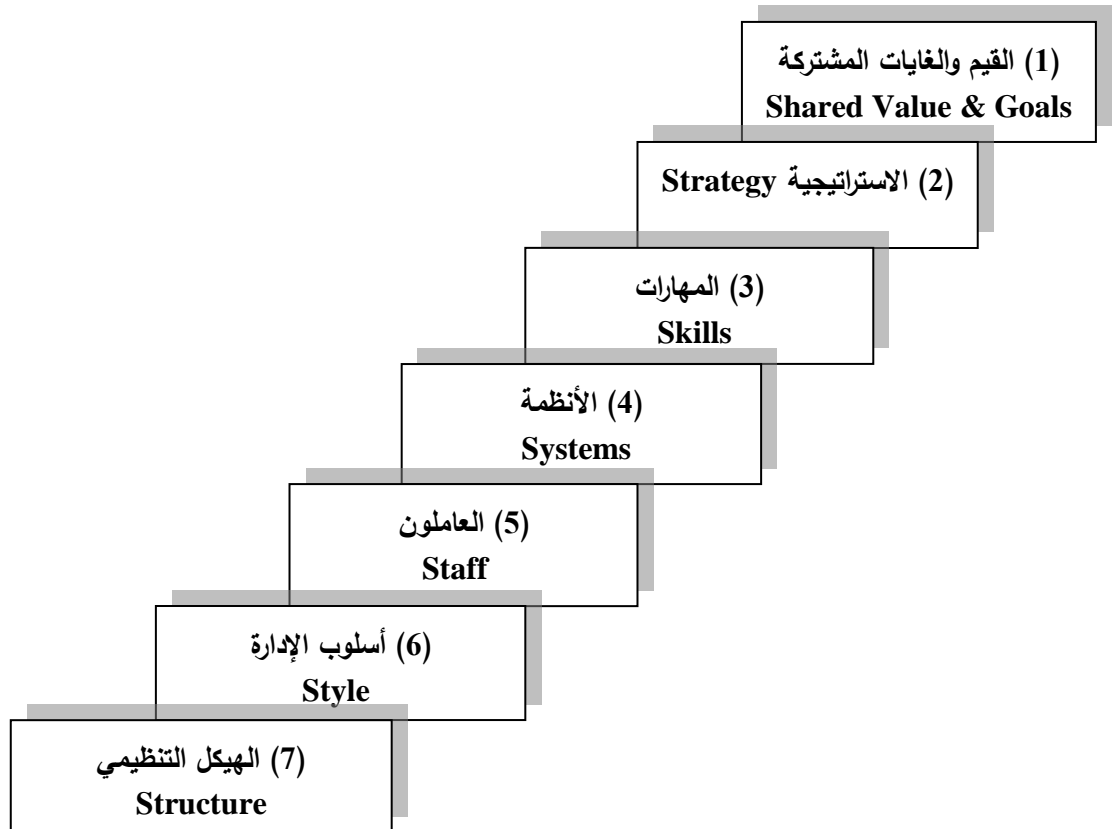 (1) القيم والغايات المشتركة
Shared Value & Goals
(2) الاستراتيجية Strategy
(3) المهارات
Skills
(4) الأنظمة
Systems
(5) العاملون
Staff
(6) أسلوب الإدارة
Style
(7) الهيكل التنظيمي
Structure